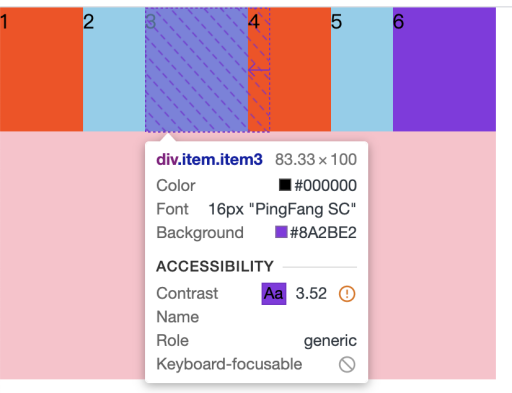 1 2 3 4 5 6
div.item.item3 83.33 × 100
Color #000000
Font 16px "PingFang SC"
Background #8A2BE2
ACCESSIBILITY
Contrast Aa 3.52
Name
Role generic
Keyboard-focusable